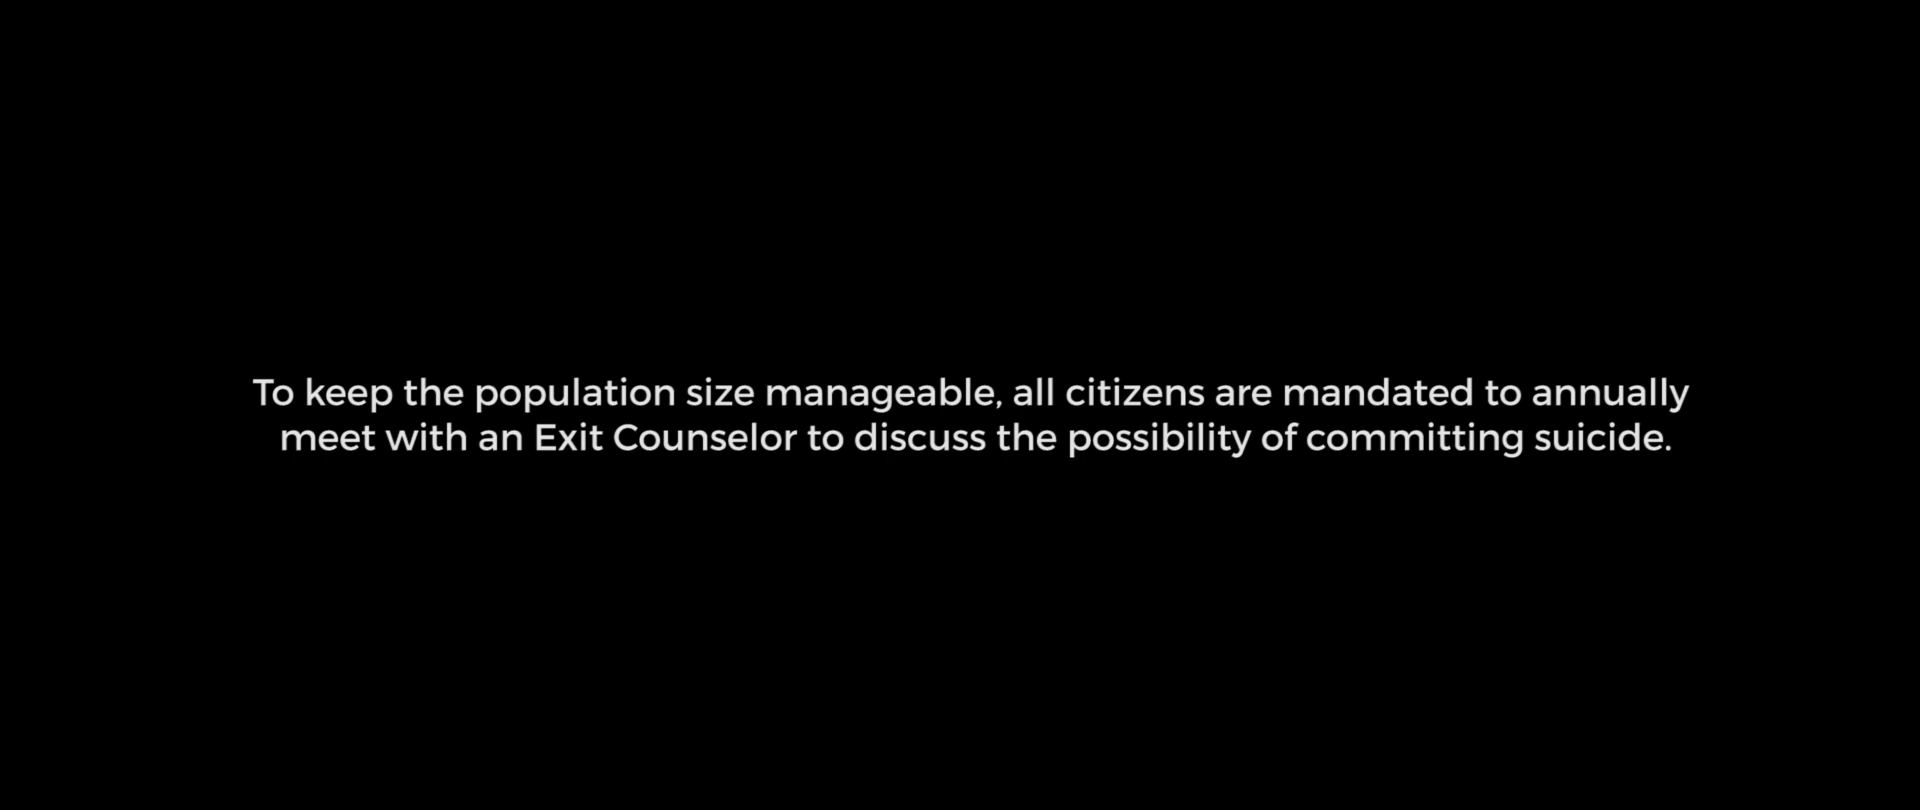 To keep the population size manageable, all citizens are mandated to annually
meet with an Exit Counselor to discuss the possibility of committing suicide.